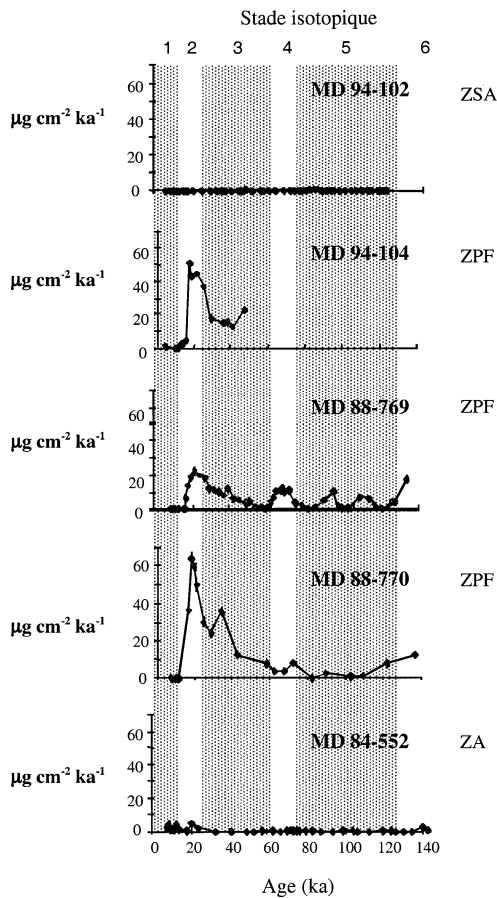 Stade isotopique
1 2 3 4 5 6
60
MD 94-102
ZSA
40
µg cm-2 ka-1
20
0
60
MD 94-104
ZPF
40
µg cm-2 ka-1
20
0
60
MD 88-769
ZPF
40
µg cm-2 ka-1
20
0
60
MD 88-770
ZPF
40
µg cm-2 ka-1
20
0
60
MD 84-552
ZA
40
µg cm-2 ka-1
20
0
0 20 40 60 80 100 120 140
Age (ka)